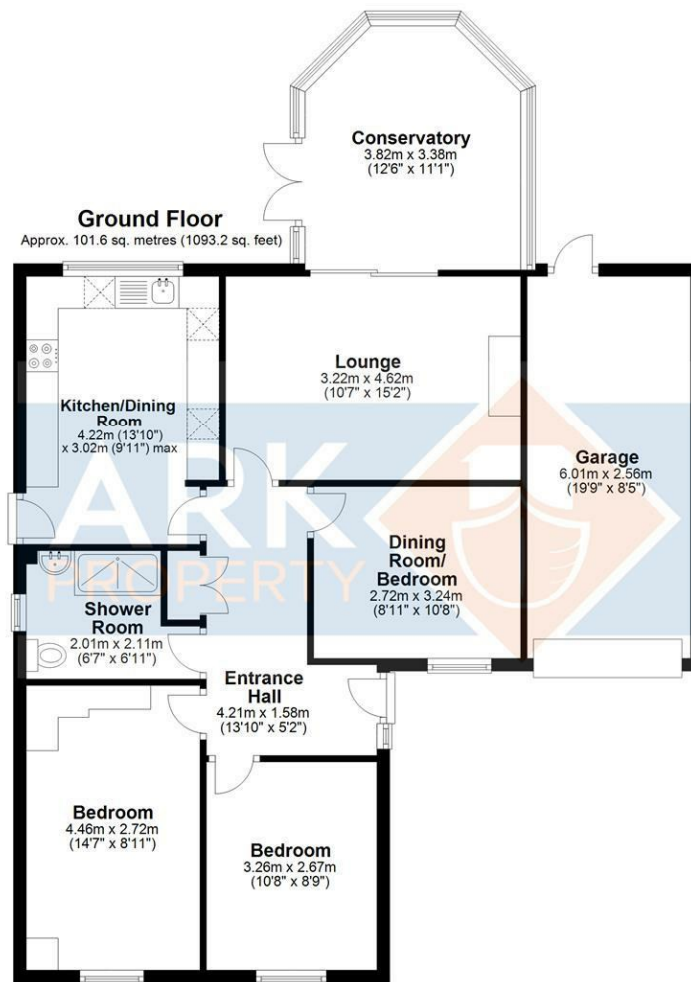 Conservatory
3.82m x 3.38m
(12'6" x 11'1")
Ground Floor
Approx. 101.6 sq. metres (1093.2 sq. feet)
Lounge
3.22m x 4.62m
(10'7" x 15'2")
Kitchen/Dining
Room
4.22m (13'10")
x 3.02m (9'11") max
Garage
6.01m x 2.56m
(19'9" x 8'5")
ARK
PROPERTY
Dining
Room/
Bedroom
2.72m x 3.24m
(8'11" x 10'8")
Shower
Room
2.01m x 2.11m
(6'7" x 6'11")
Entrance
Hall
4.21m x 1.58m
(13'10" x 5'2")
Bedroom
4.46m x 2.72m
(14'7" x 8'11")
Bedroom
3.26m x 2.67m
(10'8" x 8'9")